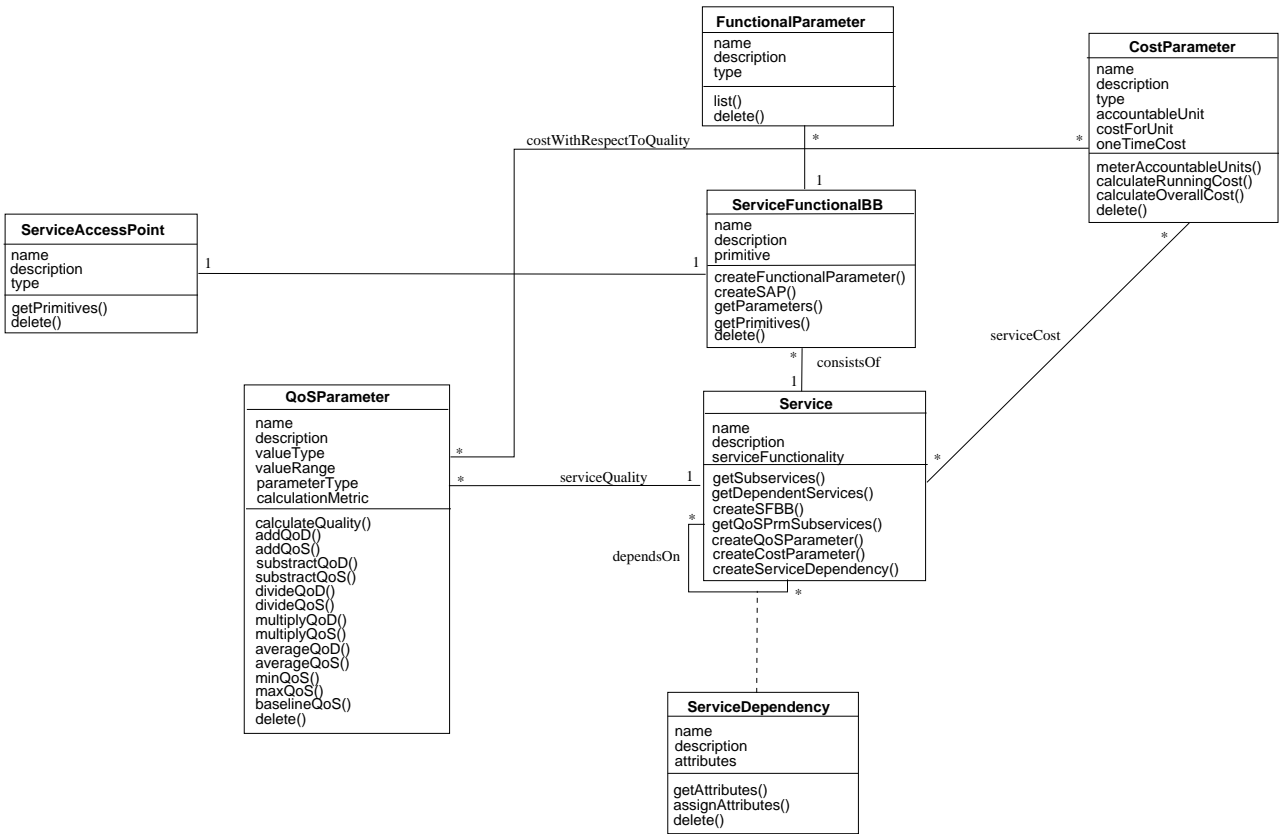 FunctionalParameter
name
description
type
list()
delete()
CostParameter
name
description
type
accountableUnit
costForUnit
oneTimeCost
meterAccountableUnits()
calculateRunningCost()
calculateOverallCost()
delete()
costWithRespectToQuality
*
*
1
ServiceFunctionalBB
name
description
primitive
createFunctionalParameter()
createSAP()
getParameters()
getPrimitives()
delete()
ServiceAccessPoint
name
description
type
getPrimitives()
delete()
1
1
*
serviceCost
*
consistsOf
1
QoSParameter
name
description
valueType
valueRange
parameterType
calculationMetric
calculateQuality()
addQoD()
addQoS()
substractQoD()
substractQoS()
divideQoD()
divideQoS()
multiplyQoD()
multiplyQoS()
averageQoD()
averageQoS()
minQoS()
maxQoS()
baselineQoS()
delete()
*
*
serviceQuality
1
Service
name
description
serviceFunctionality
getSubservices()
getDependentServices()
createSFBB()
getQoSPrmSubservices()
createQoSParameter()
createCostParameter()
createServiceDependency()
*
*
dependsOn
*
ServiceDependency
name
description
attributes
getAttributes()
assignAttributes()
delete()